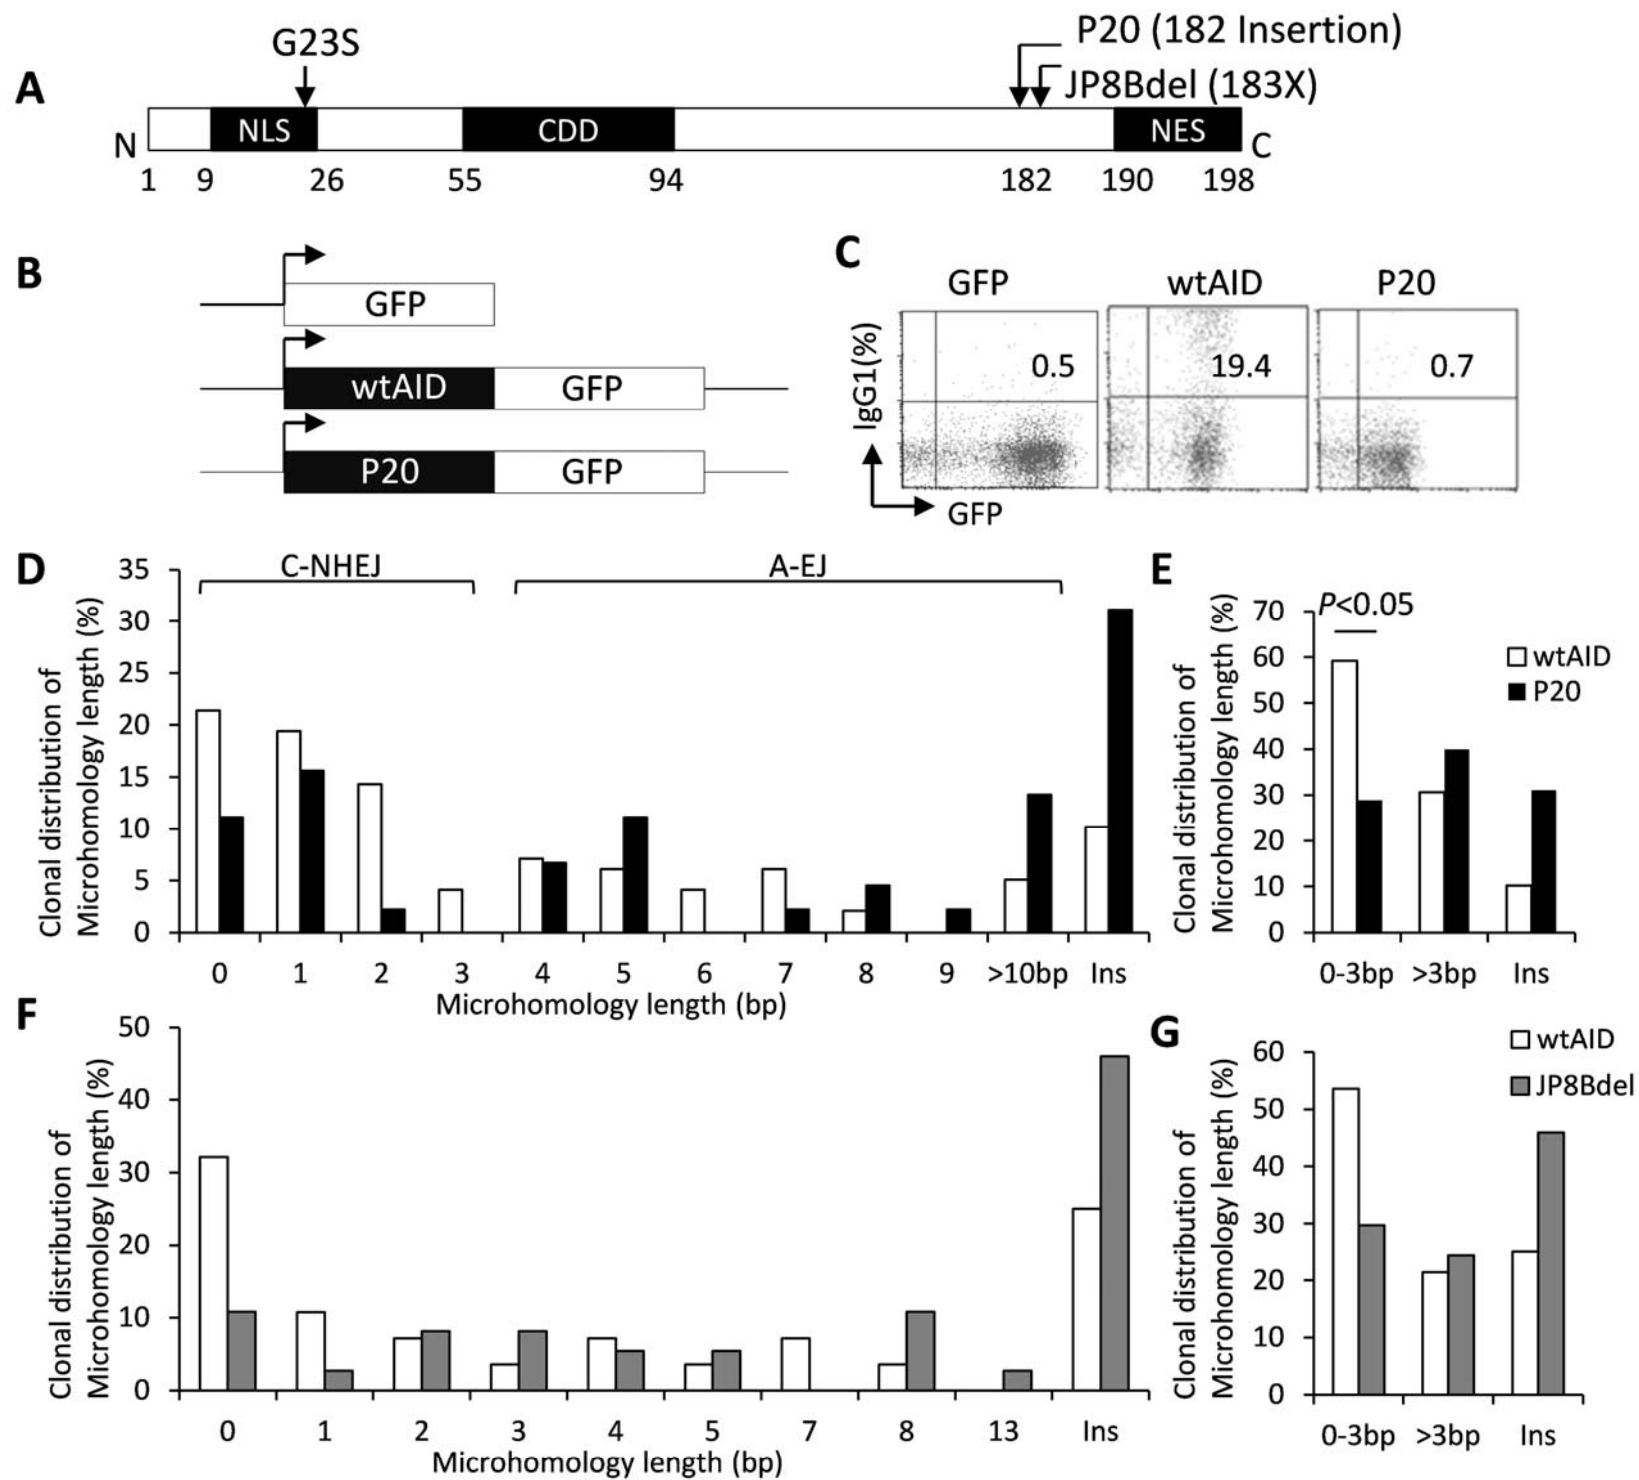 A
G23S
P20 (182 Insertion)
JP8Bdel (183X)
N NLS CDD NES C
1 9 26 55 94 182 190 198
B
GFP
wtAID GFP
P20 GFP
C
GFP wtAID P20
IgG1(%)
0.5 19.4 0.7
GFP
D
C-NHEJ A-EJ
Clonal distribution of
Microhomology length (%)
35
30
25
20
15
10
5
0
0 1 2 3 4 5 6 7 8 9 >10bp Ins
Microhomology length (bp)
E
P<0.05
Clonal distribution of
Microhomology length (%)
70
60
50
40
30
20
10
0
wtAID
P20
0-3bp >3bp Ins
F
Clonal distribution of
Microhomology length (%)
50
40
30
20
10
0
0 1 2 3 4 5 7 8 13 Ins
Microhomology length (bp)
G
wtAID
JP8Bdel
Clonal distribution of
Microhomology length (%)
60
50
40
30
20
10
0
0-3bp >3bp Ins